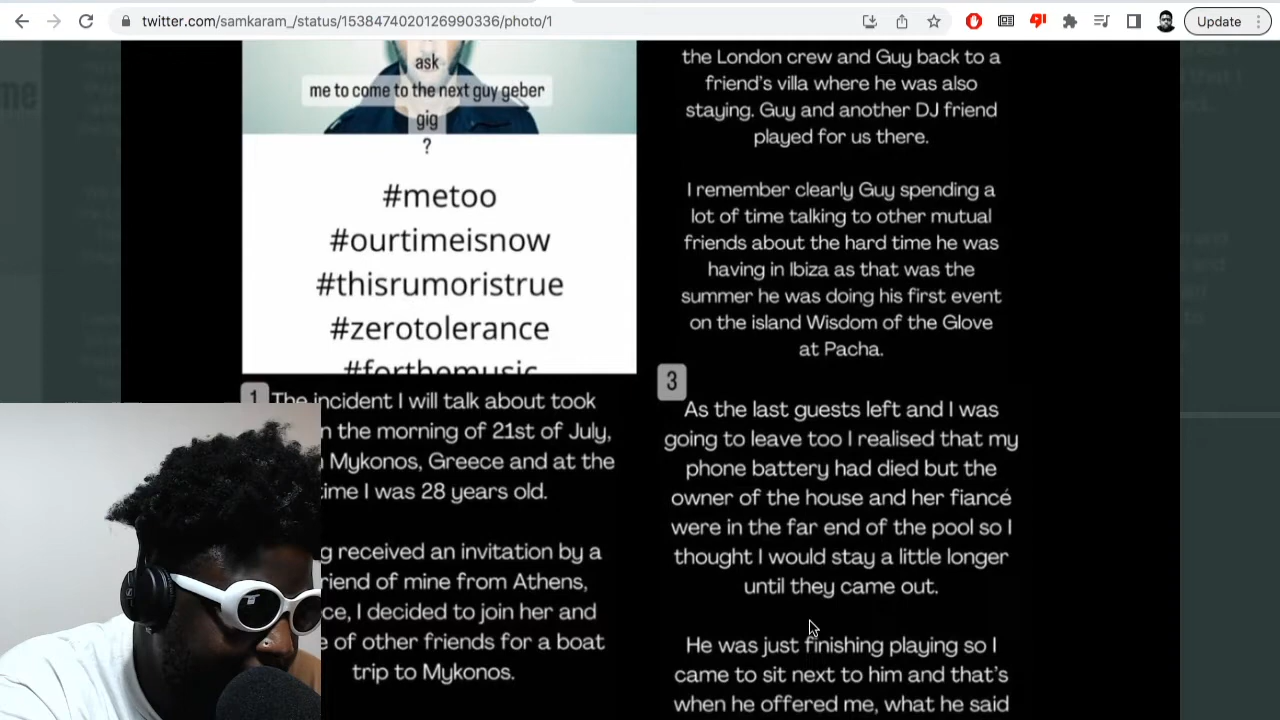 twitter.com/samkaram_/status/1538474020126990336/photo/1
Update
ask
me to come to the next guy geber
gig
?
#metoo
#ourtimeisnow
#thisrumoristrue
#zerotolerance
#forthemusic
1
The incident I will talk about took
n the morning of 21st of July,
Mykonos, Greece and at the
time I was 28 years old.
g received an invitation by a
riend of mine from Athens,
ce, I decided to join her and
e of other friends for a boat
trip to Mykonos.
the London crew and Guy back to a
friend's villa where he was also
staying. Guy and another DJ friend
played for us there.
I remember clearly Guy spending a
lot of time talking to other mutual
friends about the hard time he was
having in Ibiza as that was the
summer he was doing his first event
on the island Wisdom of the Glove
at Pacha.
3
As the last guests left and I was
going to leave too I realised that my
phone battery had died but the
owner of the house and her fiancé
were in the far end of the pool so I
thought I would stay a little longer
until they came out.
He was just finishing playing so I
came to sit next to him and that's
when he offered me, what he said